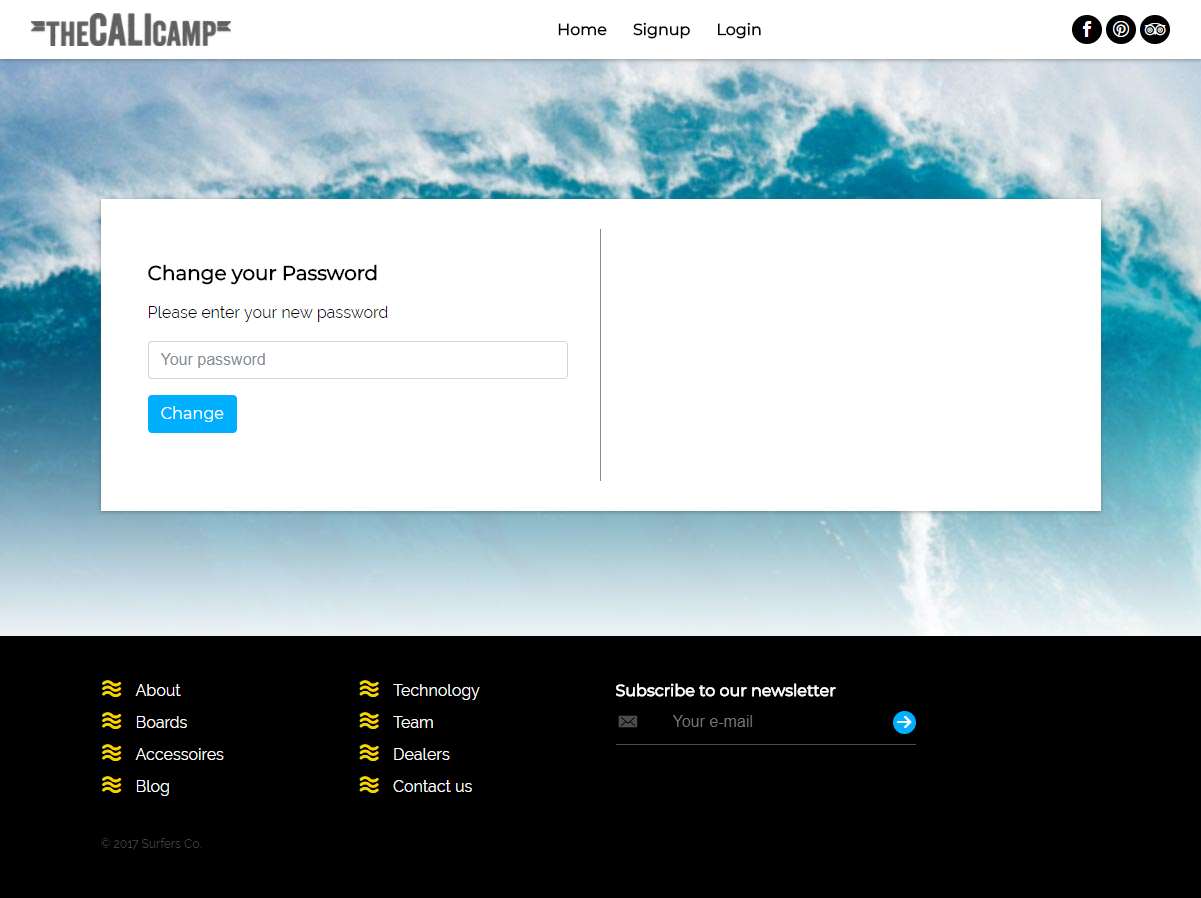 THECALICAMP
Home Signup Login
Change your Password
Please enter your new password
Your password
Change
About
Boards
Accessoires
Blog
Technology
Team
Dealers
Contact us
Subscribe to our newsletter
Your e-mail
© 2017 Surfers Co.